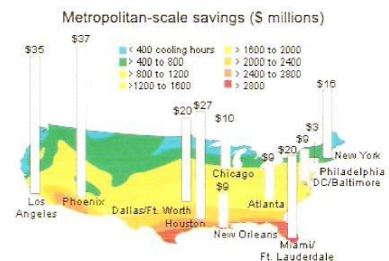 Metropolitan-scale savings ($ millions)
$35
$37
< 400 cooling hours
> 400 to 800
> 800 to 1200
>1200 to 1600
> 1600 to 2000
> 2000 to 2400
> 2400 to 2800
> 2800
$16
$20
$27
$10
$3
$9
$20
$9
$9
New York
Chicago
Philadelphia
DC/Baltimore
Los
Angeles
Phoenix
Dallas/Ft. Worth
Atlanta
Houston
New Orleans
Miami/
Ft. Lauderdale